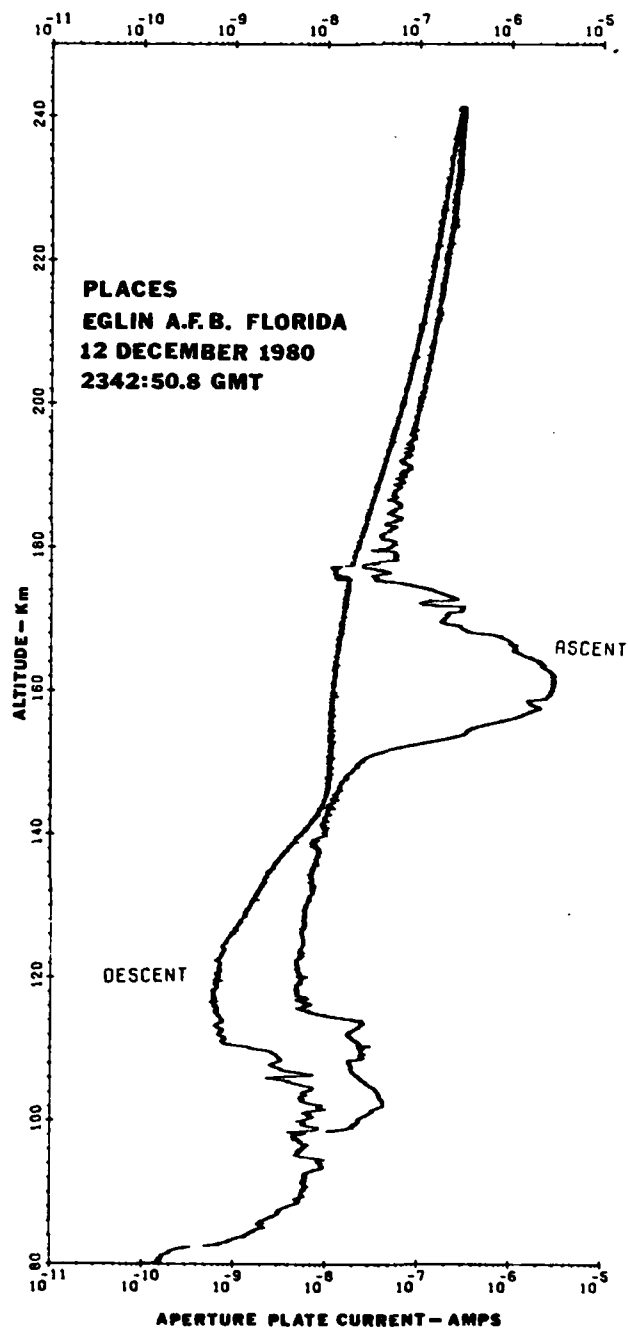 10-11 10-10 10-9 10-8 10-7 10-6 10-5
240
220
PLACES
EGLIN A.F.B. FLORIDA
12 DECEMBER 1980
2342:50.8 GMT
200
180
ALTITUDE—Km
ASCENT
160
140
DESCENT
120
100
80
10-11 10-10 10-9 10-8 10-7 10-6 10-5
APERTURE PLATE CURRENT—AMPS